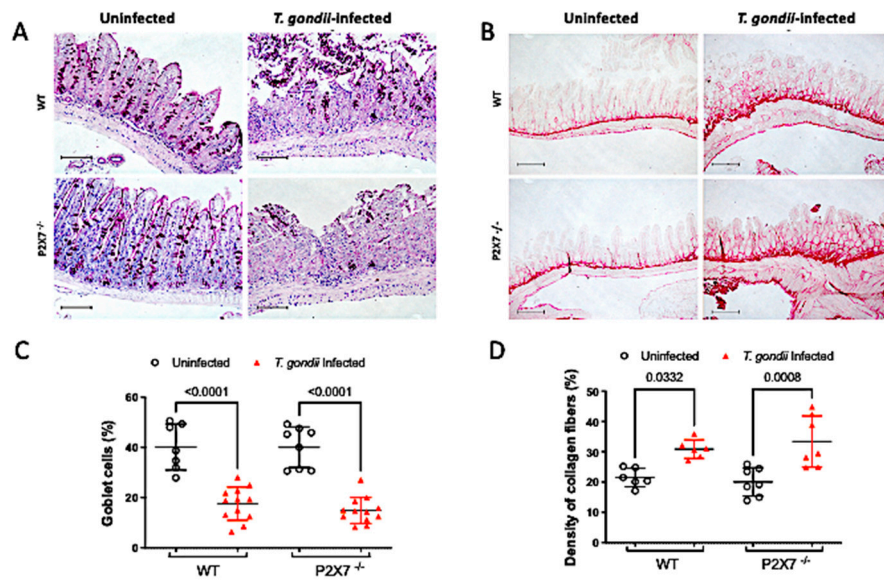 Uninfected T. gondii-infected Uninfected T. gondii-infected
A B
WT WT
P2X7 -/- P2X7 -/-
C D
Uninfected T. gondii Infected Uninfected T. gondii Infected
<0.0001 <0.0001 0.0332 0.0008
Goblet cells (%)
60
40
20
0
WT P2X7 -/-
Density of collagen fibers (%)
50
40
30
20
10
0
WT P2X7 -/-